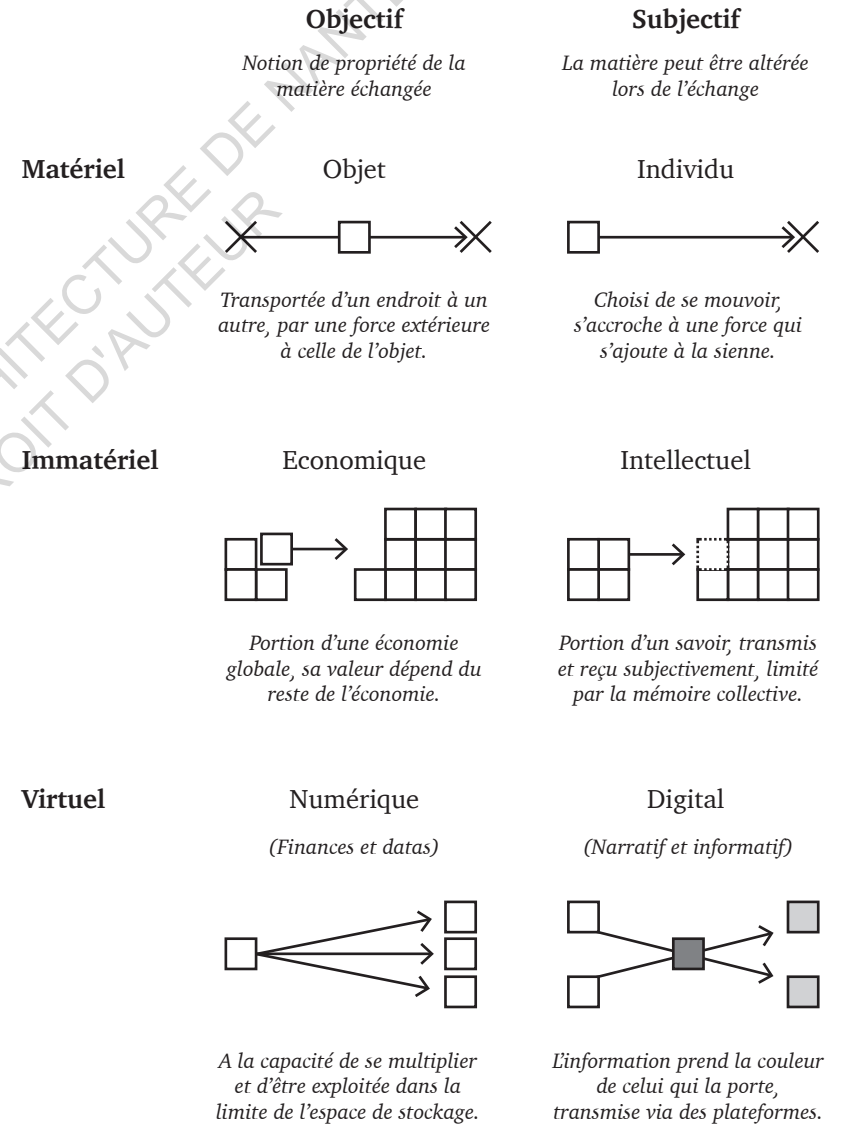 Objectif
Subjectif
Notion de propriété de la
matière échangée
La matière peut être altérée
lors de l'échange
Matériel
Objet
Individu
Transportée d'un endroit à un
autre, par une force extérieure
à celle de l'objet.
Choisi de se mouvoir,
s'accroche à une force qui
s'ajoute à la sienne.
Immatériel
Economique
Intellectuel
Portion d'une économie
globale, sa valeur dépend du
reste de l'économie.
Portion d'un savoir, transmis
et reçu subjectivement, limité
par la mémoire collective.
Virtuel
Numérique
Digital
(Finances et datas)
(Narratif et informatif)
A la capacité de se multiplier
et d'être exploitée dans la
limite de l'espace de stockage.
L'information prend la couleur
de celui qui la porte,
transmise via des plateformes.
DE
D'AUTEUR